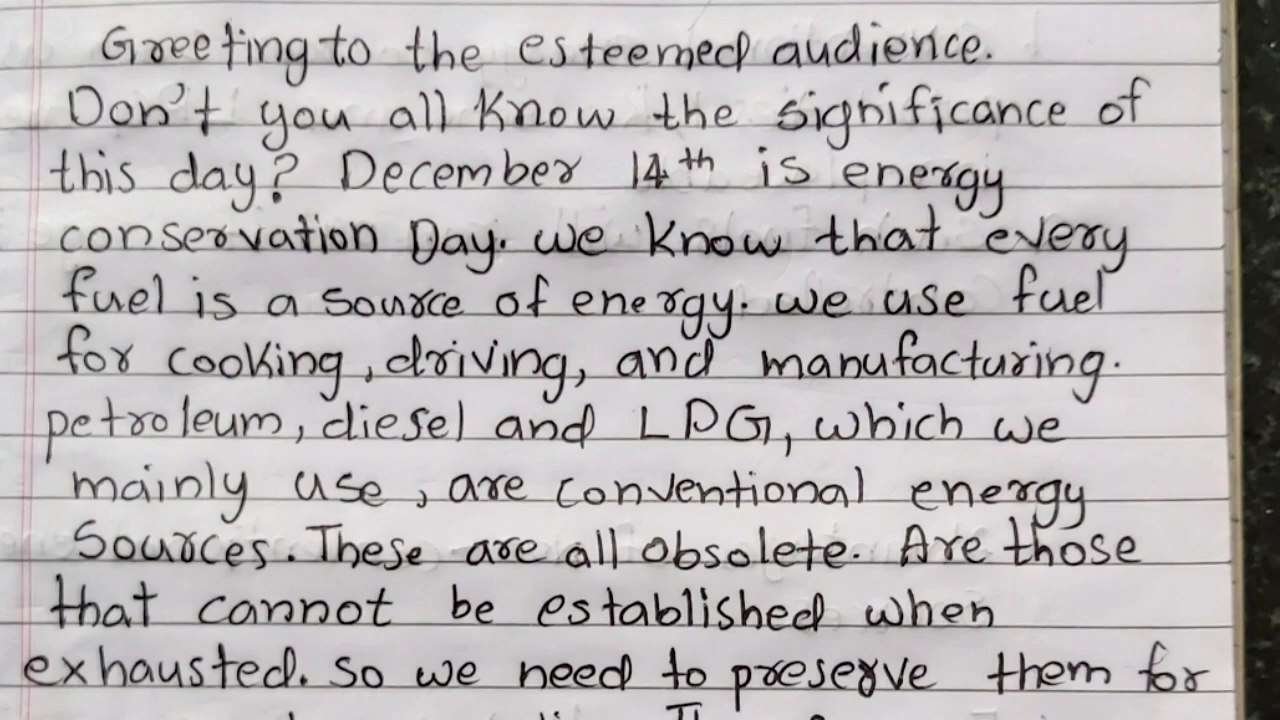 Greeting to the esteemed audience.
Don't you all know the significance of
this day? December 14th is energy
conservation Day. we know that every
fuel is a source of energy. we use fuel
for cooking, driving, and manufacturing.
petroleum, diesel and LPG, which we
mainly use, are conventional energy
Sources. These are all obsolete. Are those
that cannot be established when
exhausted. so we need to preserve them for